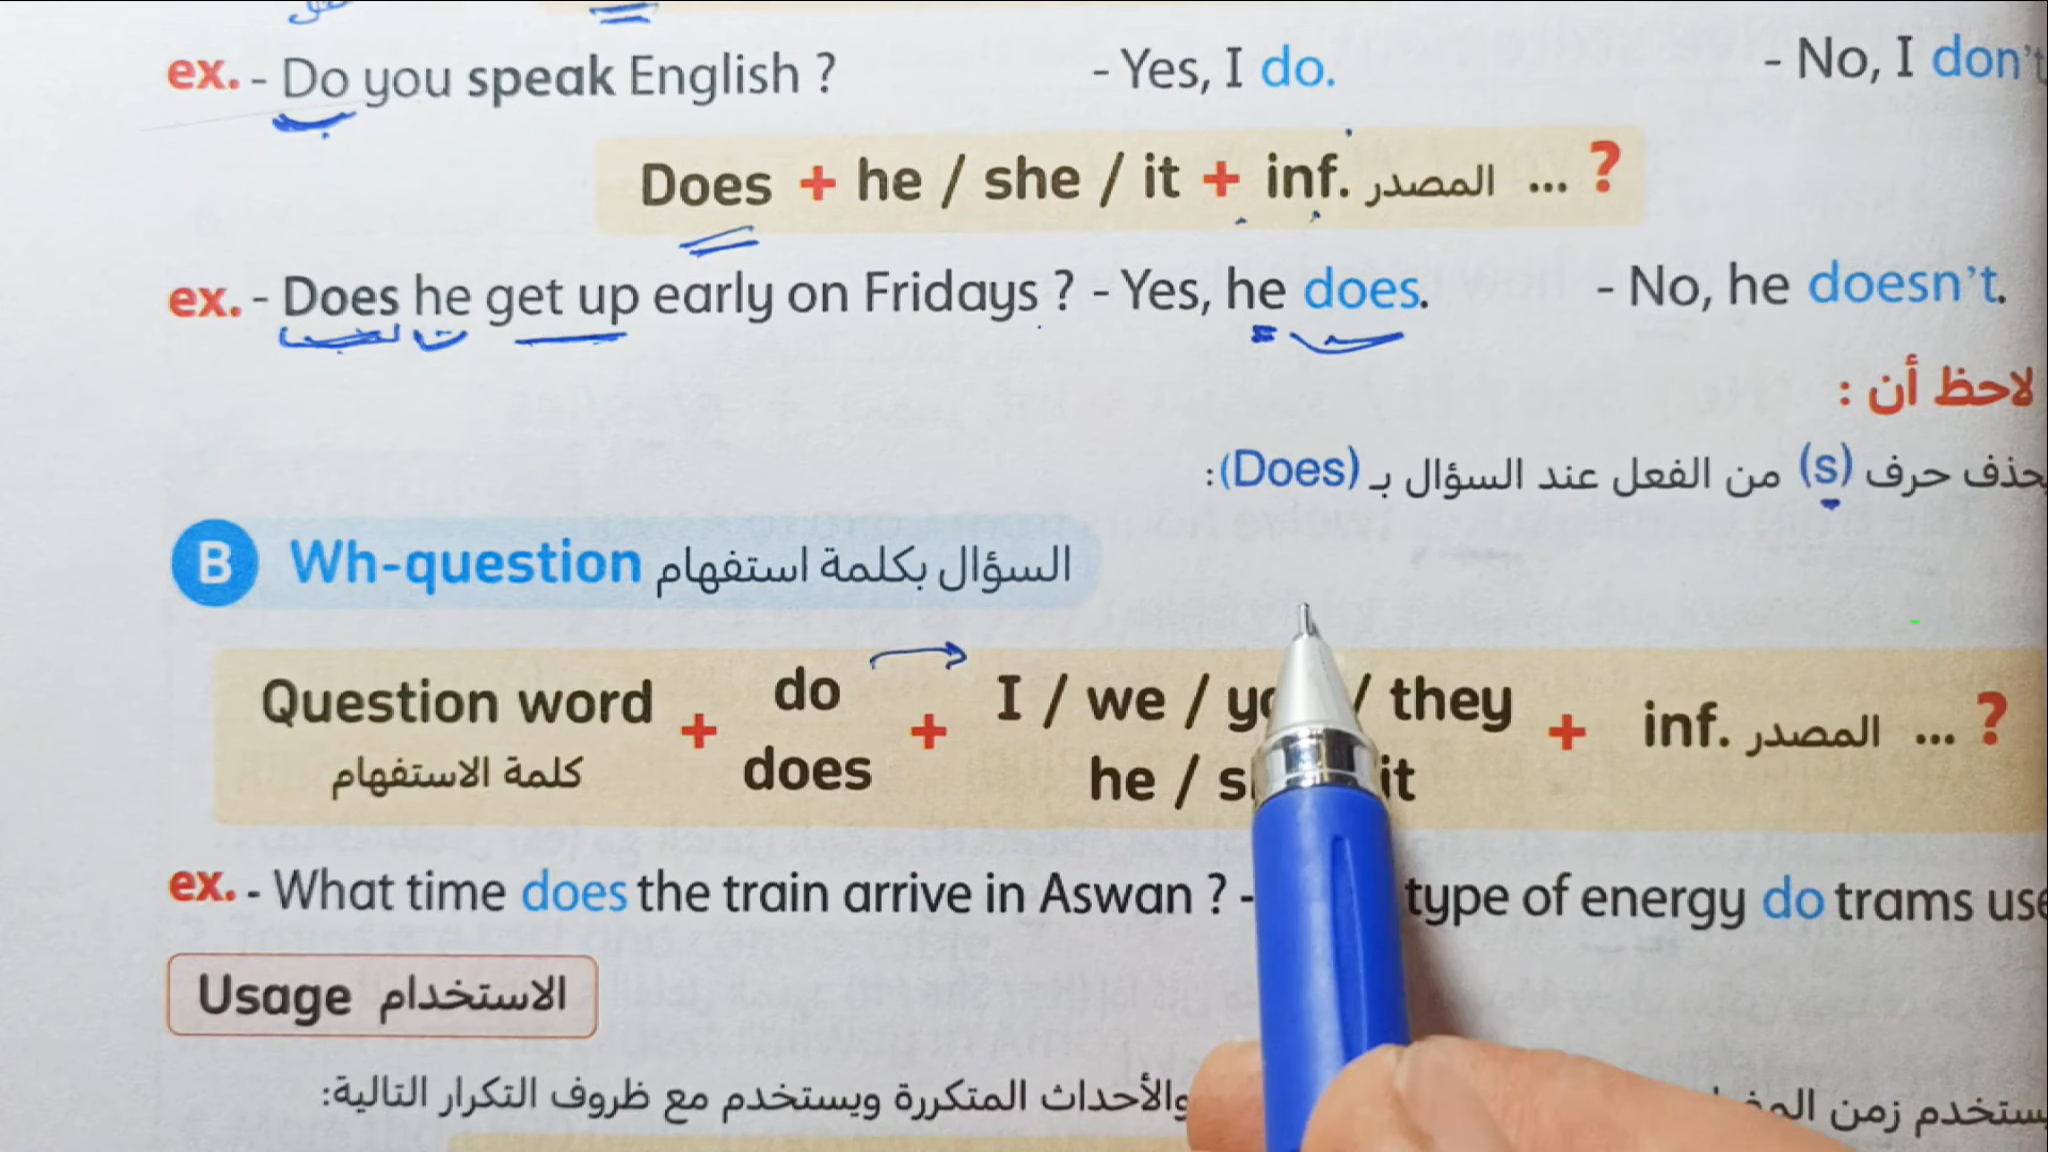 ex. - Do you speak English ? - Yes, I do. - No, I don't
Does + he / she / it + inf. المصدر ... ?
ex. - Does he get up early on Fridays ? - Yes, he does. - No, he doesn't.
لاحظ أن :
حذف حرف (s) من الفعل عند السؤال بـ (Does):
B Wh-question السؤال بكلمة استفهام
Question word + do + I / we / / they + inf. المصدر ... ?
كلمة الاستفهام does he / it
ex. - What time does the train arrive in Aswan ? - type of energy do trams use
Usage الاستخدام
يستخدم زمن والأحداث المتكررة ويستخدم مع ظروف التكرار التالية: